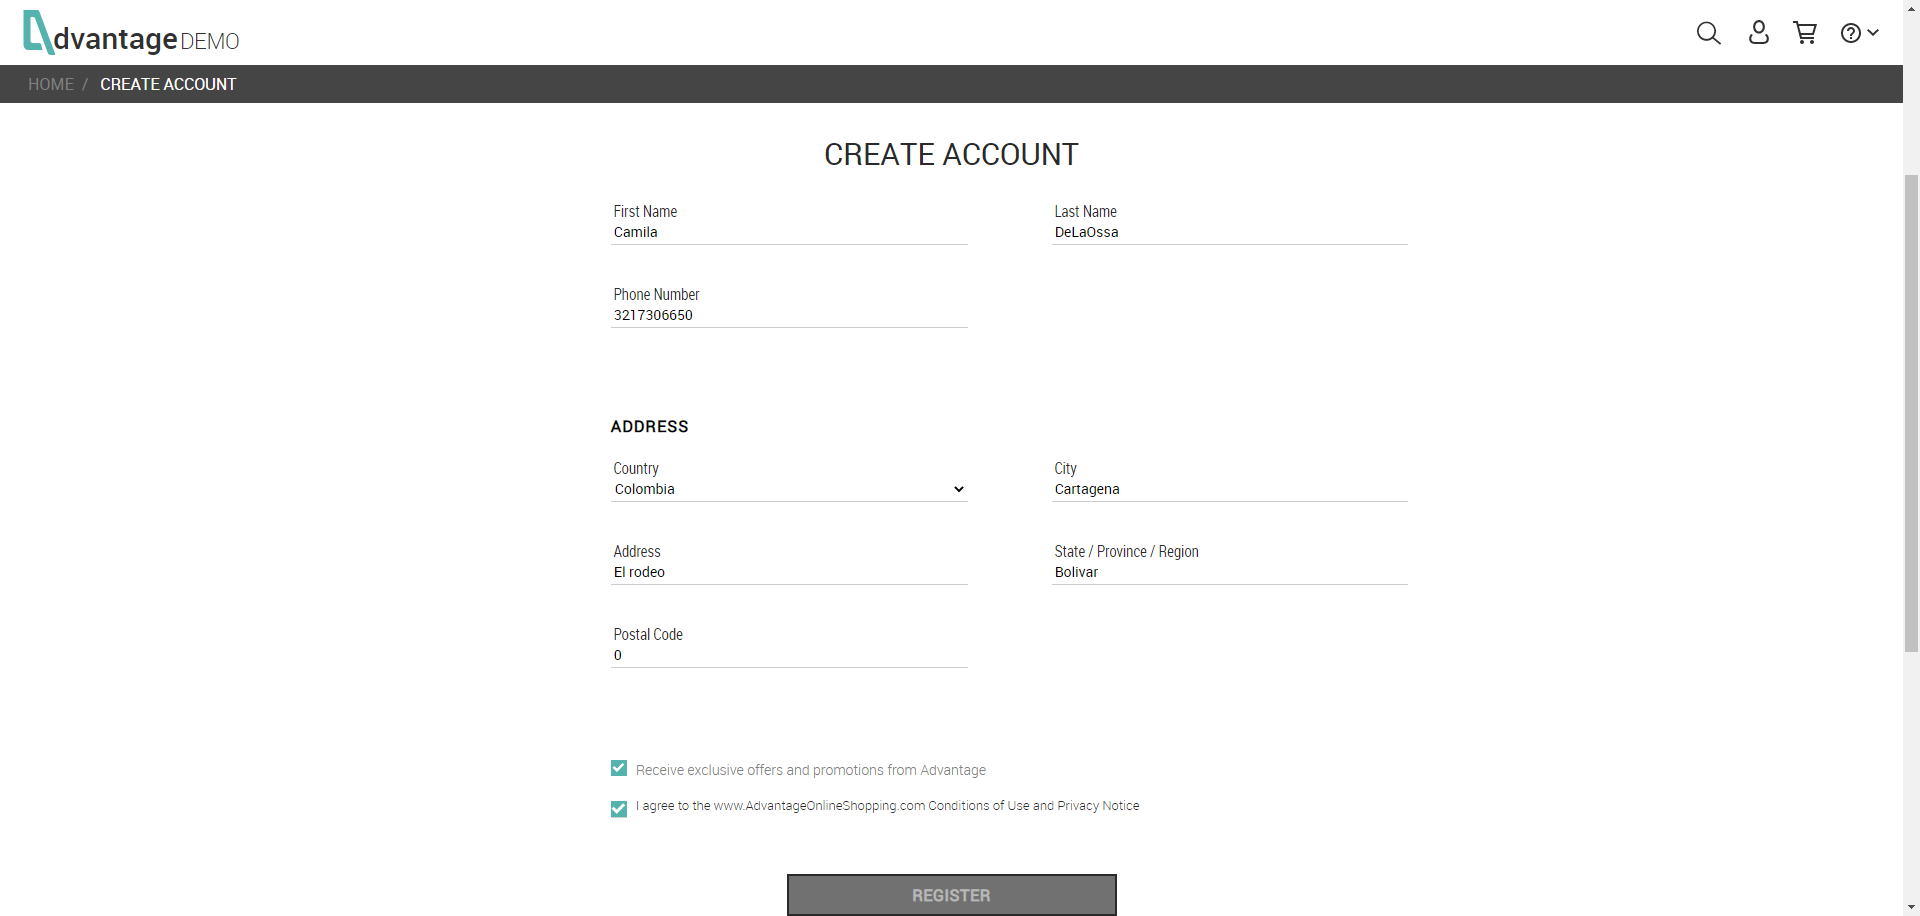 dvantage DEMO
HOME / CREATE ACCOUNT
CREATE ACCOUNT
First Name
Camila
Last Name
DeLaOssa
Phone Number
3217306650
ADDRESS
Country
Colombia
City
Cartagena
Address
El rodeo
State / Province / Region
Bolivar
Postal Code
0
Receive exclusive offers and promotions from Advantage
I agree to the www.AdvantageOnlineShopping.com Conditions of Use and Privacy Notice
REGISTER